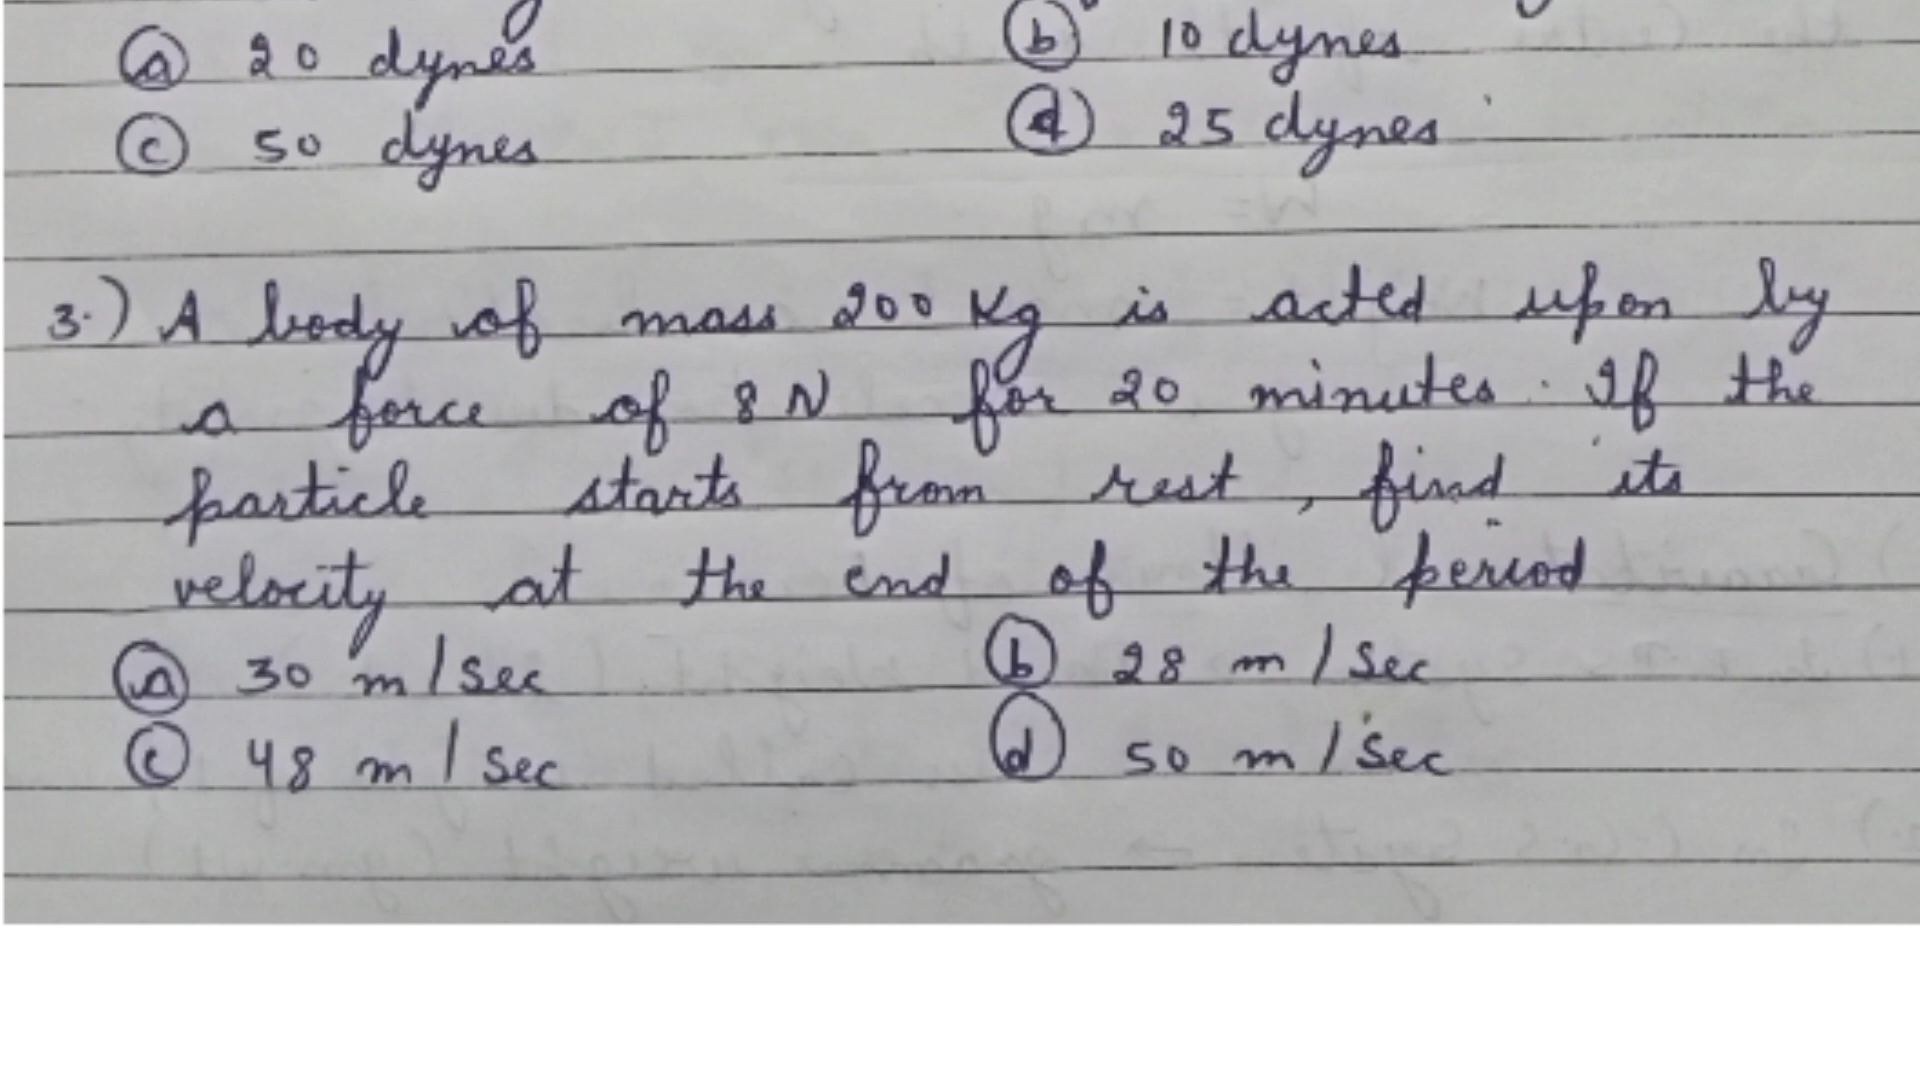 (a) 20 dynes (b) 10 dynes
(c) 50 dynes (d) 25 dynes
3.) A body of mass 200 Kg is acted upon by
a force of 8 N for 20 minutes. If the
particle starts from rest, find its
velocity at the end of the period
(a) 30 m/sec (b) 28 m/sec
(c) 48 m/sec (d) 50 m/sec